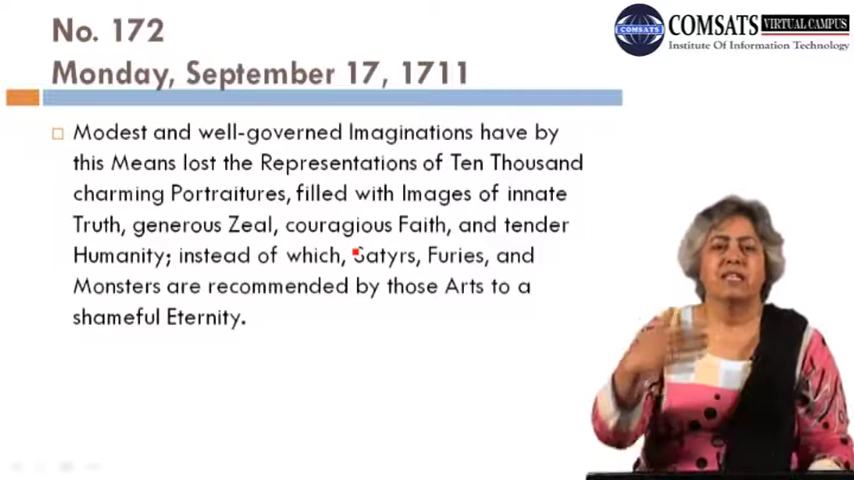 No. 172
Monday, September 17, 1711
COMSATS VIRTUAL CAMPUS
COMSATS
Institute Of Information Technology
Modest and well-governed Imaginations have by
this Means lost the Representations of Ten Thousand
charming Portraitures, filled with Images of innate
Truth, generous Zeal, couragious Faith, and tender
Humanity; instead of which, Satyrs, Furies, and
Monsters are recommended by those Arts to a
shameful Eternity.